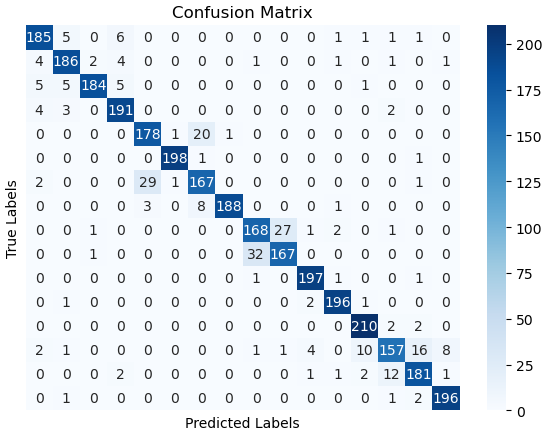 Confusion Matrix
185 5 0 6 0 0 0 0 0 0 0 1 1 1 1 0
4 186 2 4 0 0 0 0 1 0 0 1 0 1 0 1
5 5 184 5 0 0 0 0 0 0 0 0 1 0 0 0
4 3 0 191 0 0 0 0 0 0 0 0 0 2 0 0
0 0 0 0 178 1 20 1 0 0 0 0 0 0 0 0
0 0 0 0 0 198 1 0 0 0 0 0 0 0 1 0
2 0 0 0 29 1 167 0 0 0 0 0 0 0 1 0
0 0 0 0 3 0 8 188 0 0 0 1 0 0 0 0
0 0 1 0 0 0 0 0 168 27 1 2 0 1 0 0
0 0 1 0 0 0 0 0 32 167 0 0 0 0 0 0
0 0 0 0 0 0 0 0 1 0 197 1 0 0 1 0
0 1 0 0 0 0 0 0 0 0 2 196 1 0 0 0
0 0 0 0 0 0 0 0 0 0 0 0 210 2 2 0
2 1 0 0 0 0 0 0 1 1 4 0 10 157 16 8
0 0 0 2 0 0 0 0 0 0 1 1 2 12 181 1
0 1 0 0 0 0 0 0 0 0 0 0 0 1 2 196
True Labels
Predicted Labels
200
175
150
125
100
75
50
25
0